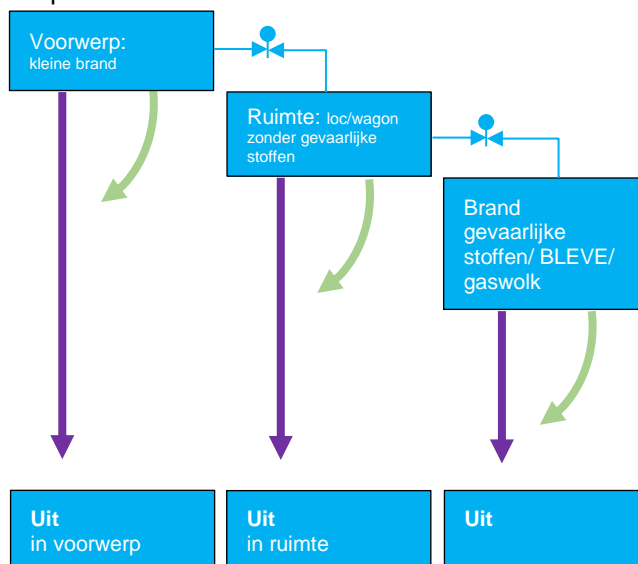 Voorwerp:
kleine brand
Ruimte: loc/wagon
zonder gevaarlijke
stoffen
Brand
gevaarlijke
stoffen/ BLEVE/
gaswolk
Uit
in voorwerp
Uit
in ruimte
Uit